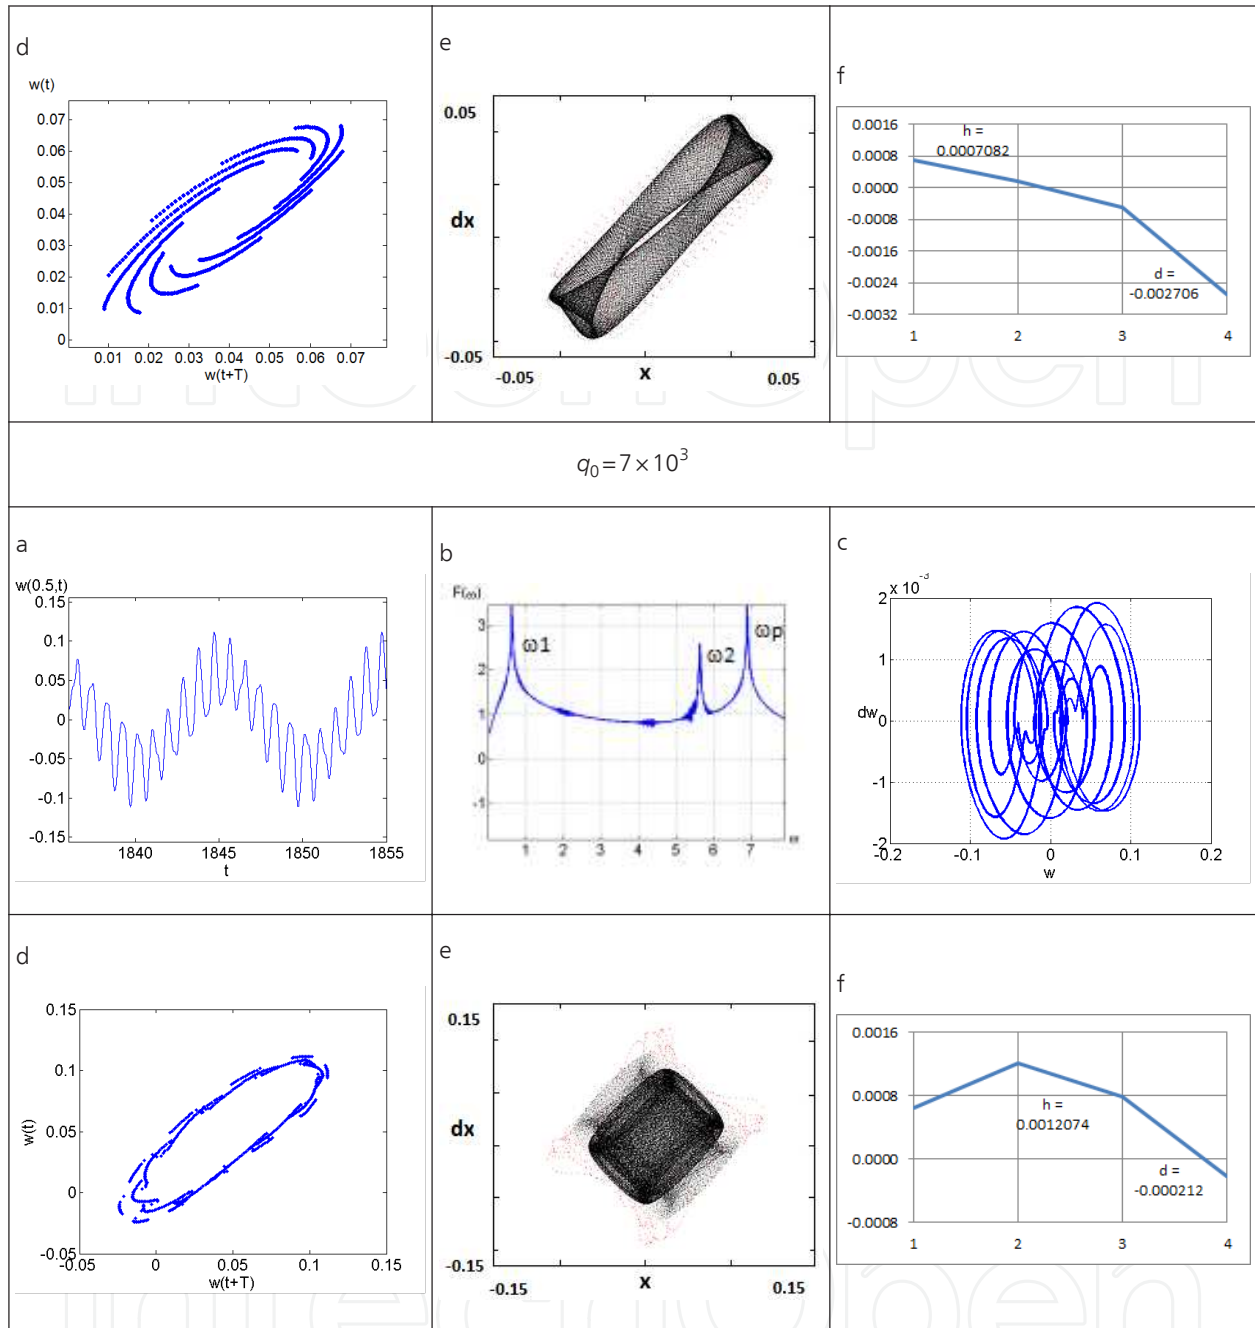 d
w(t)
0.07
0.06
0.05
0.04
0.03
0.02
0.01
0
0.01 0.02 0.03 0.04 0.05 0.06 0.07
w(t+T)
e
0.05
dx
-0.05
-0.05 x 0.05
f
0.0016
0.0008
0.0000
-0.0008
-0.0016
-0.0024
-0.0032
h =
0.0007082
d =
-0.002706
1 2 3 4
q₀=7×10³
a
w(0.5,t)
0.15
0.1
0.05
0
-0.05
-0.1
-0.15
1840 1845 1850 1855
t
b
F(ω)
3
2
1
0
-1
ω1
ω2
ωp
1 2 3 4 5 6 7
c
x 10⁻³
2
1
dw 0
-1
-2
-0.2 -0.1 0 0.1 0.2
w
d
0.15
0.1
w(t)
0.05
0
-0.05
-0.05 0 0.05 0.1 0.15
w(t+T)
e
0.15
dx
-0.15
-0.15 x 0.15
f
0.0016
0.0008
0.0000
-0.0008
h =
0.0012074
d =
-0.000212
1 2 3 4
intechopen
intechopen